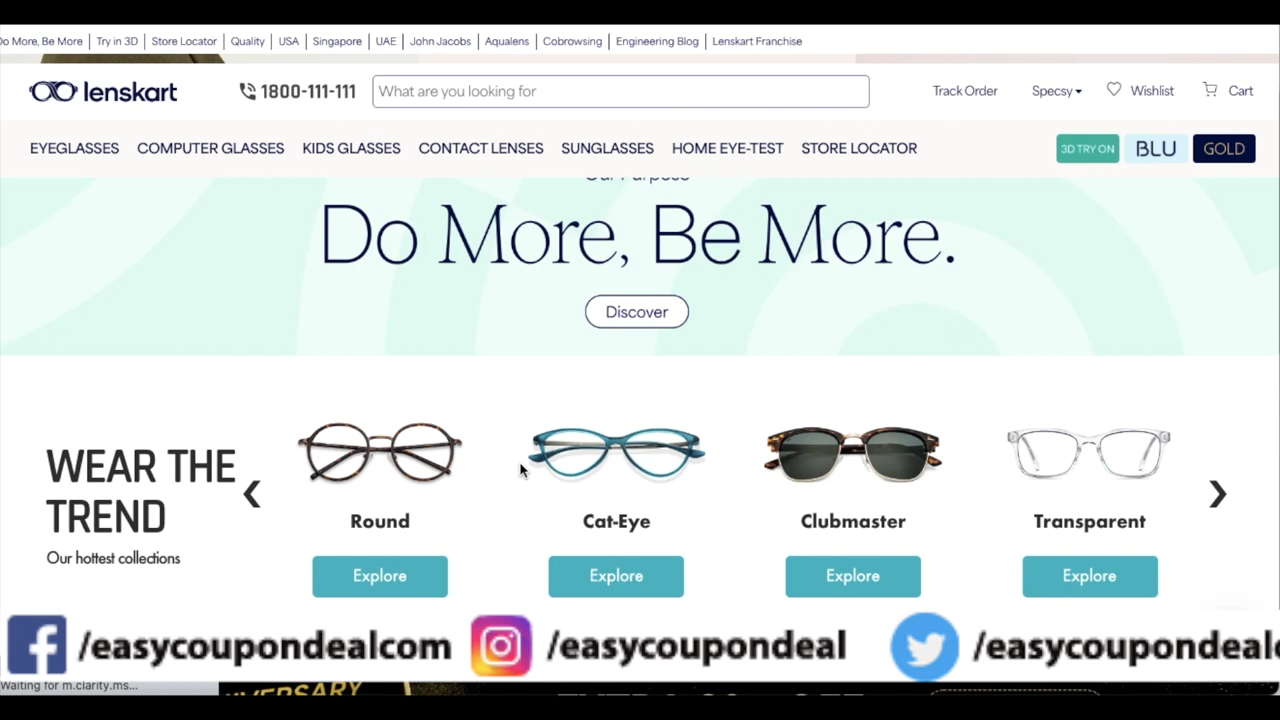 Do More, Be More | Try in 3D | Store Locator | Quality | USA | Singapore | UAE | John Jacobs | Aqualens | Cobrowsing | Engineering Blog | Lenskart Franchise
lenskart 1800-111-111 What are you looking for Track Order Specsy Wishlist Cart
EYEGLASSES COMPUTER GLASSES KIDS GLASSES CONTACT LENSES SUNGLASSES HOME EYE-TEST STORE LOCATOR 3D TRY ON BLU GOLD
Our Purpose
Do More, Be More.
Discover
WEAR THE
TREND
Our hottest collections
Round Cat-Eye Clubmaster Transparent
Explore Explore Explore Explore
/easycoupondealcom /easycoupondeal /easycoupondealc
Waiting for m.clarity.ms...